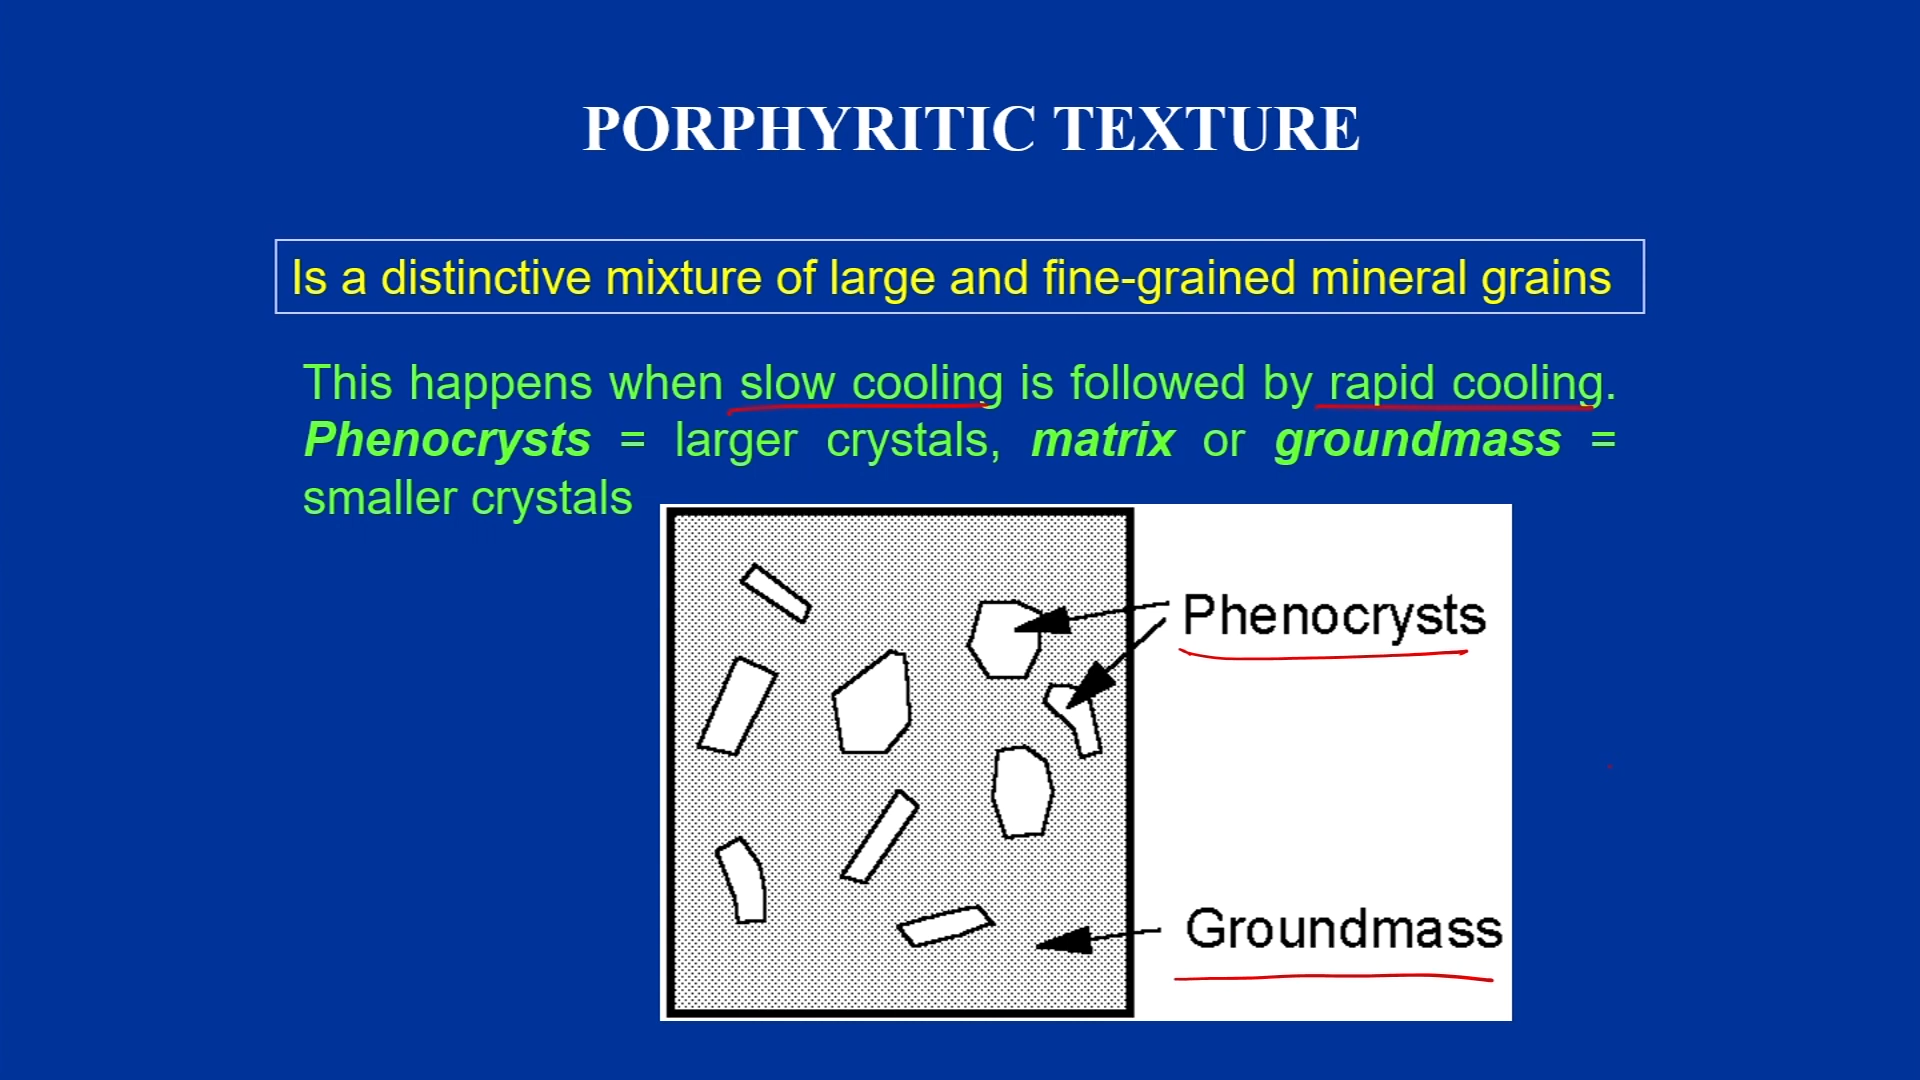 PORPHYRITIC TEXTURE
Is a distinctive mixture of large and fine-grained mineral grains
This happens when slow cooling is followed by rapid cooling.
Phenocrysts = larger crystals, matrix or groundmass =
smaller crystals
Phenocrysts
Groundmass